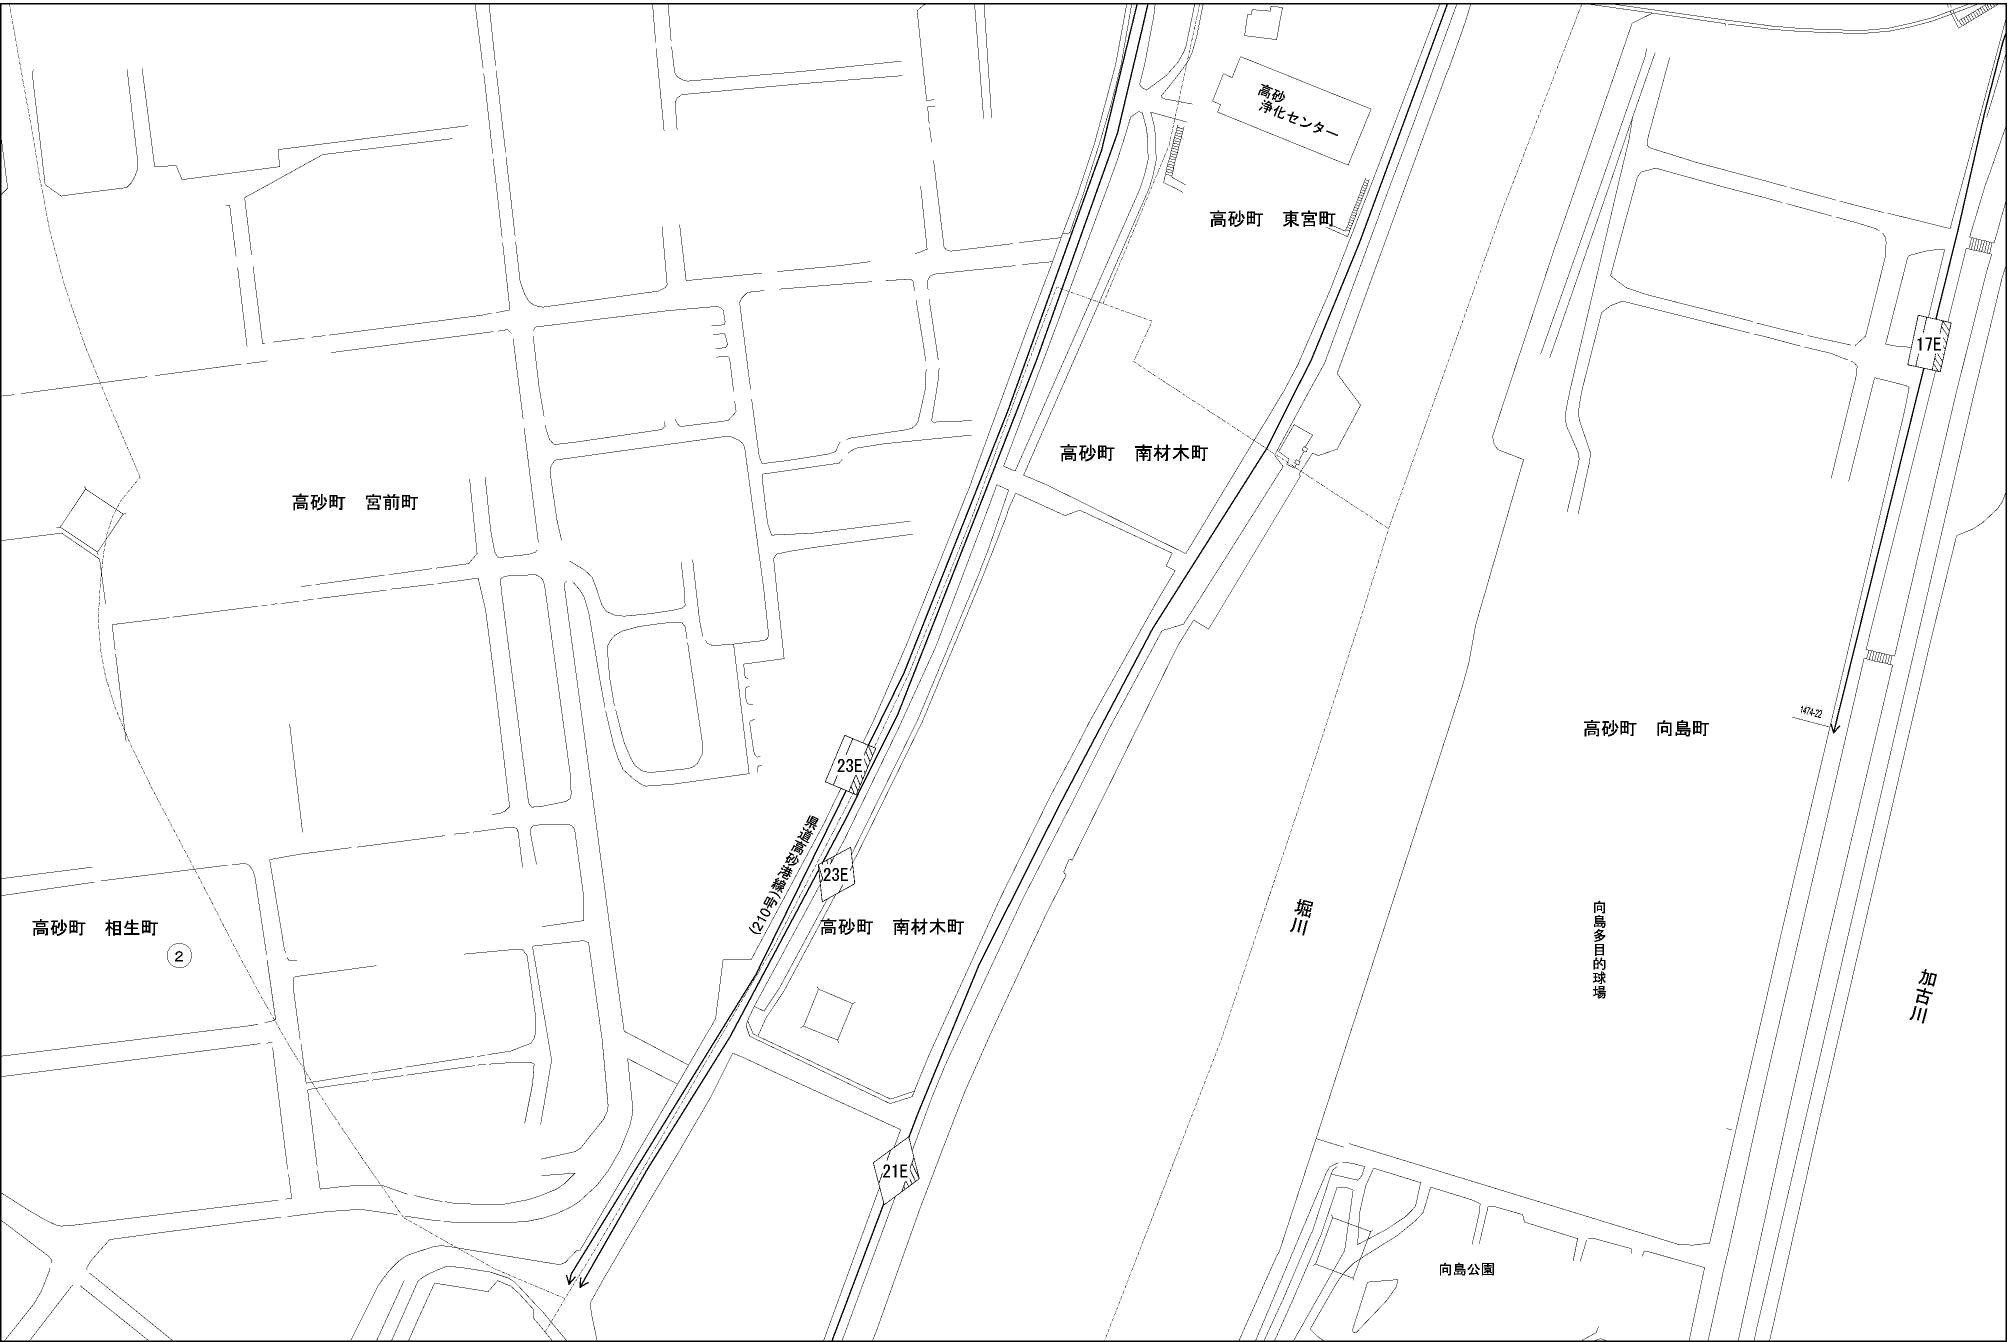 高砂
浄化センター
高砂町　東宮町
17E
高砂町　南材木町
高砂町　宮前町
1474-22
高砂町　向島町
23E
県道高砂港線
(210号)
23E
高砂町　南材木町
高砂町　相生町
2
堀川
向島多目的球場
加古川
21E
向島公園